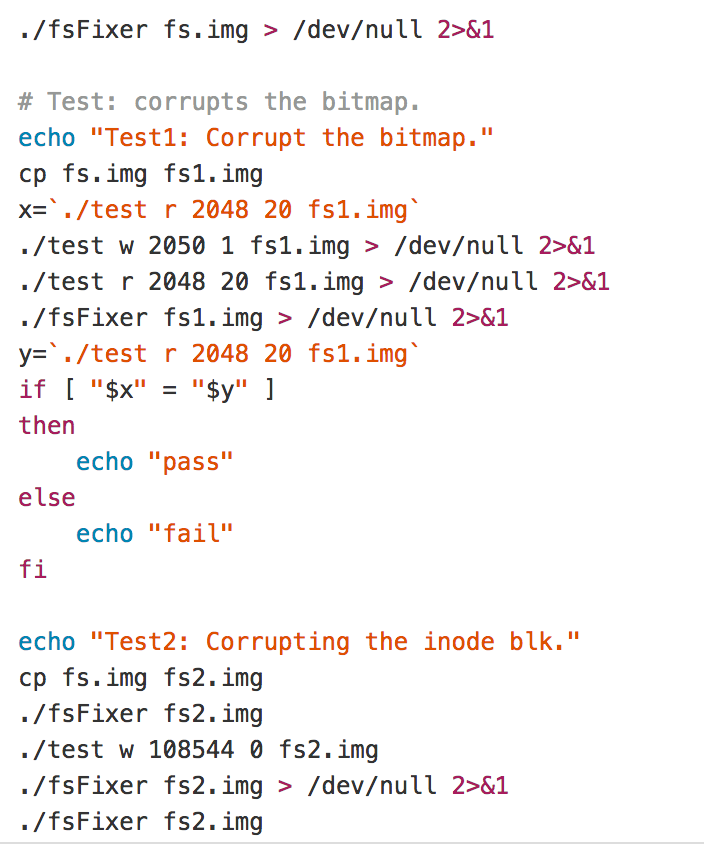 ./fsFixer fs.img > /dev/null 2>&1

# Test: corrupts the bitmap.
echo "Test1: Corrupt the bitmap."
cp fs.img fs1.img
x=`./test r 2048 20 fs1.img`
./test w 2050 1 fs1.img > /dev/null 2>&1
./test r 2048 20 fs1.img > /dev/null 2>&1
./fsFixer fs1.img > /dev/null 2>&1
y=`./test r 2048 20 fs1.img`
if [ "$x" = "$y" ]
then
    echo "pass"
else
    echo "fail"
fi

echo "Test2: Corrupting the inode blk."
cp fs.img fs2.img
./fsFixer fs2.img
./test w 108544 0 fs2.img
./fsFixer fs2.img > /dev/null 2>&1
./fsFixer fs2.img